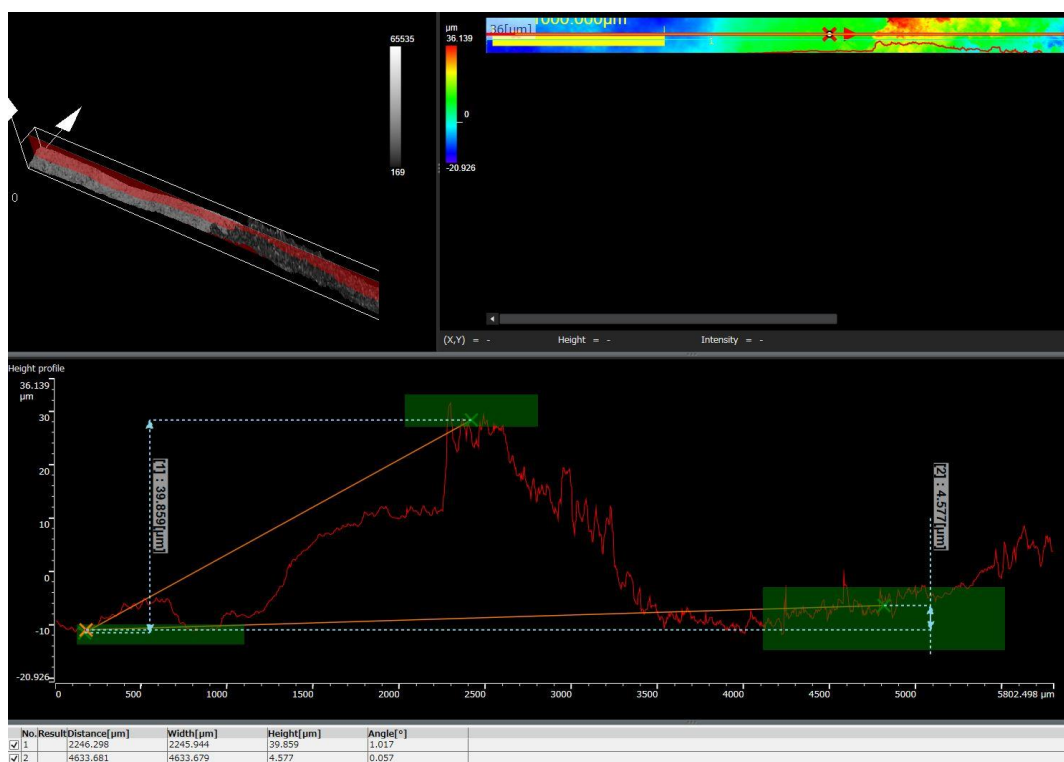 65535
169
0
µm
36.139
0
-20.926
36[µm]
1000.000µm
(X,Y) = - Height = - Intensity = -
Height profile
36.139
µm
30
20
10
0
-10
-20.926
[1] : 39.859[µm]
[2] : 4.577[µm]
0 500 1000 1500 2000 2500 3000 3500 4000 4500 5000 5802.498 µm
No. Result Distance[µm] Width[µm] Height[µm] Angle[°]
1 2246.298 2245.944 39.859 1.017
2 4633.681 4633.679 4.577 0.057